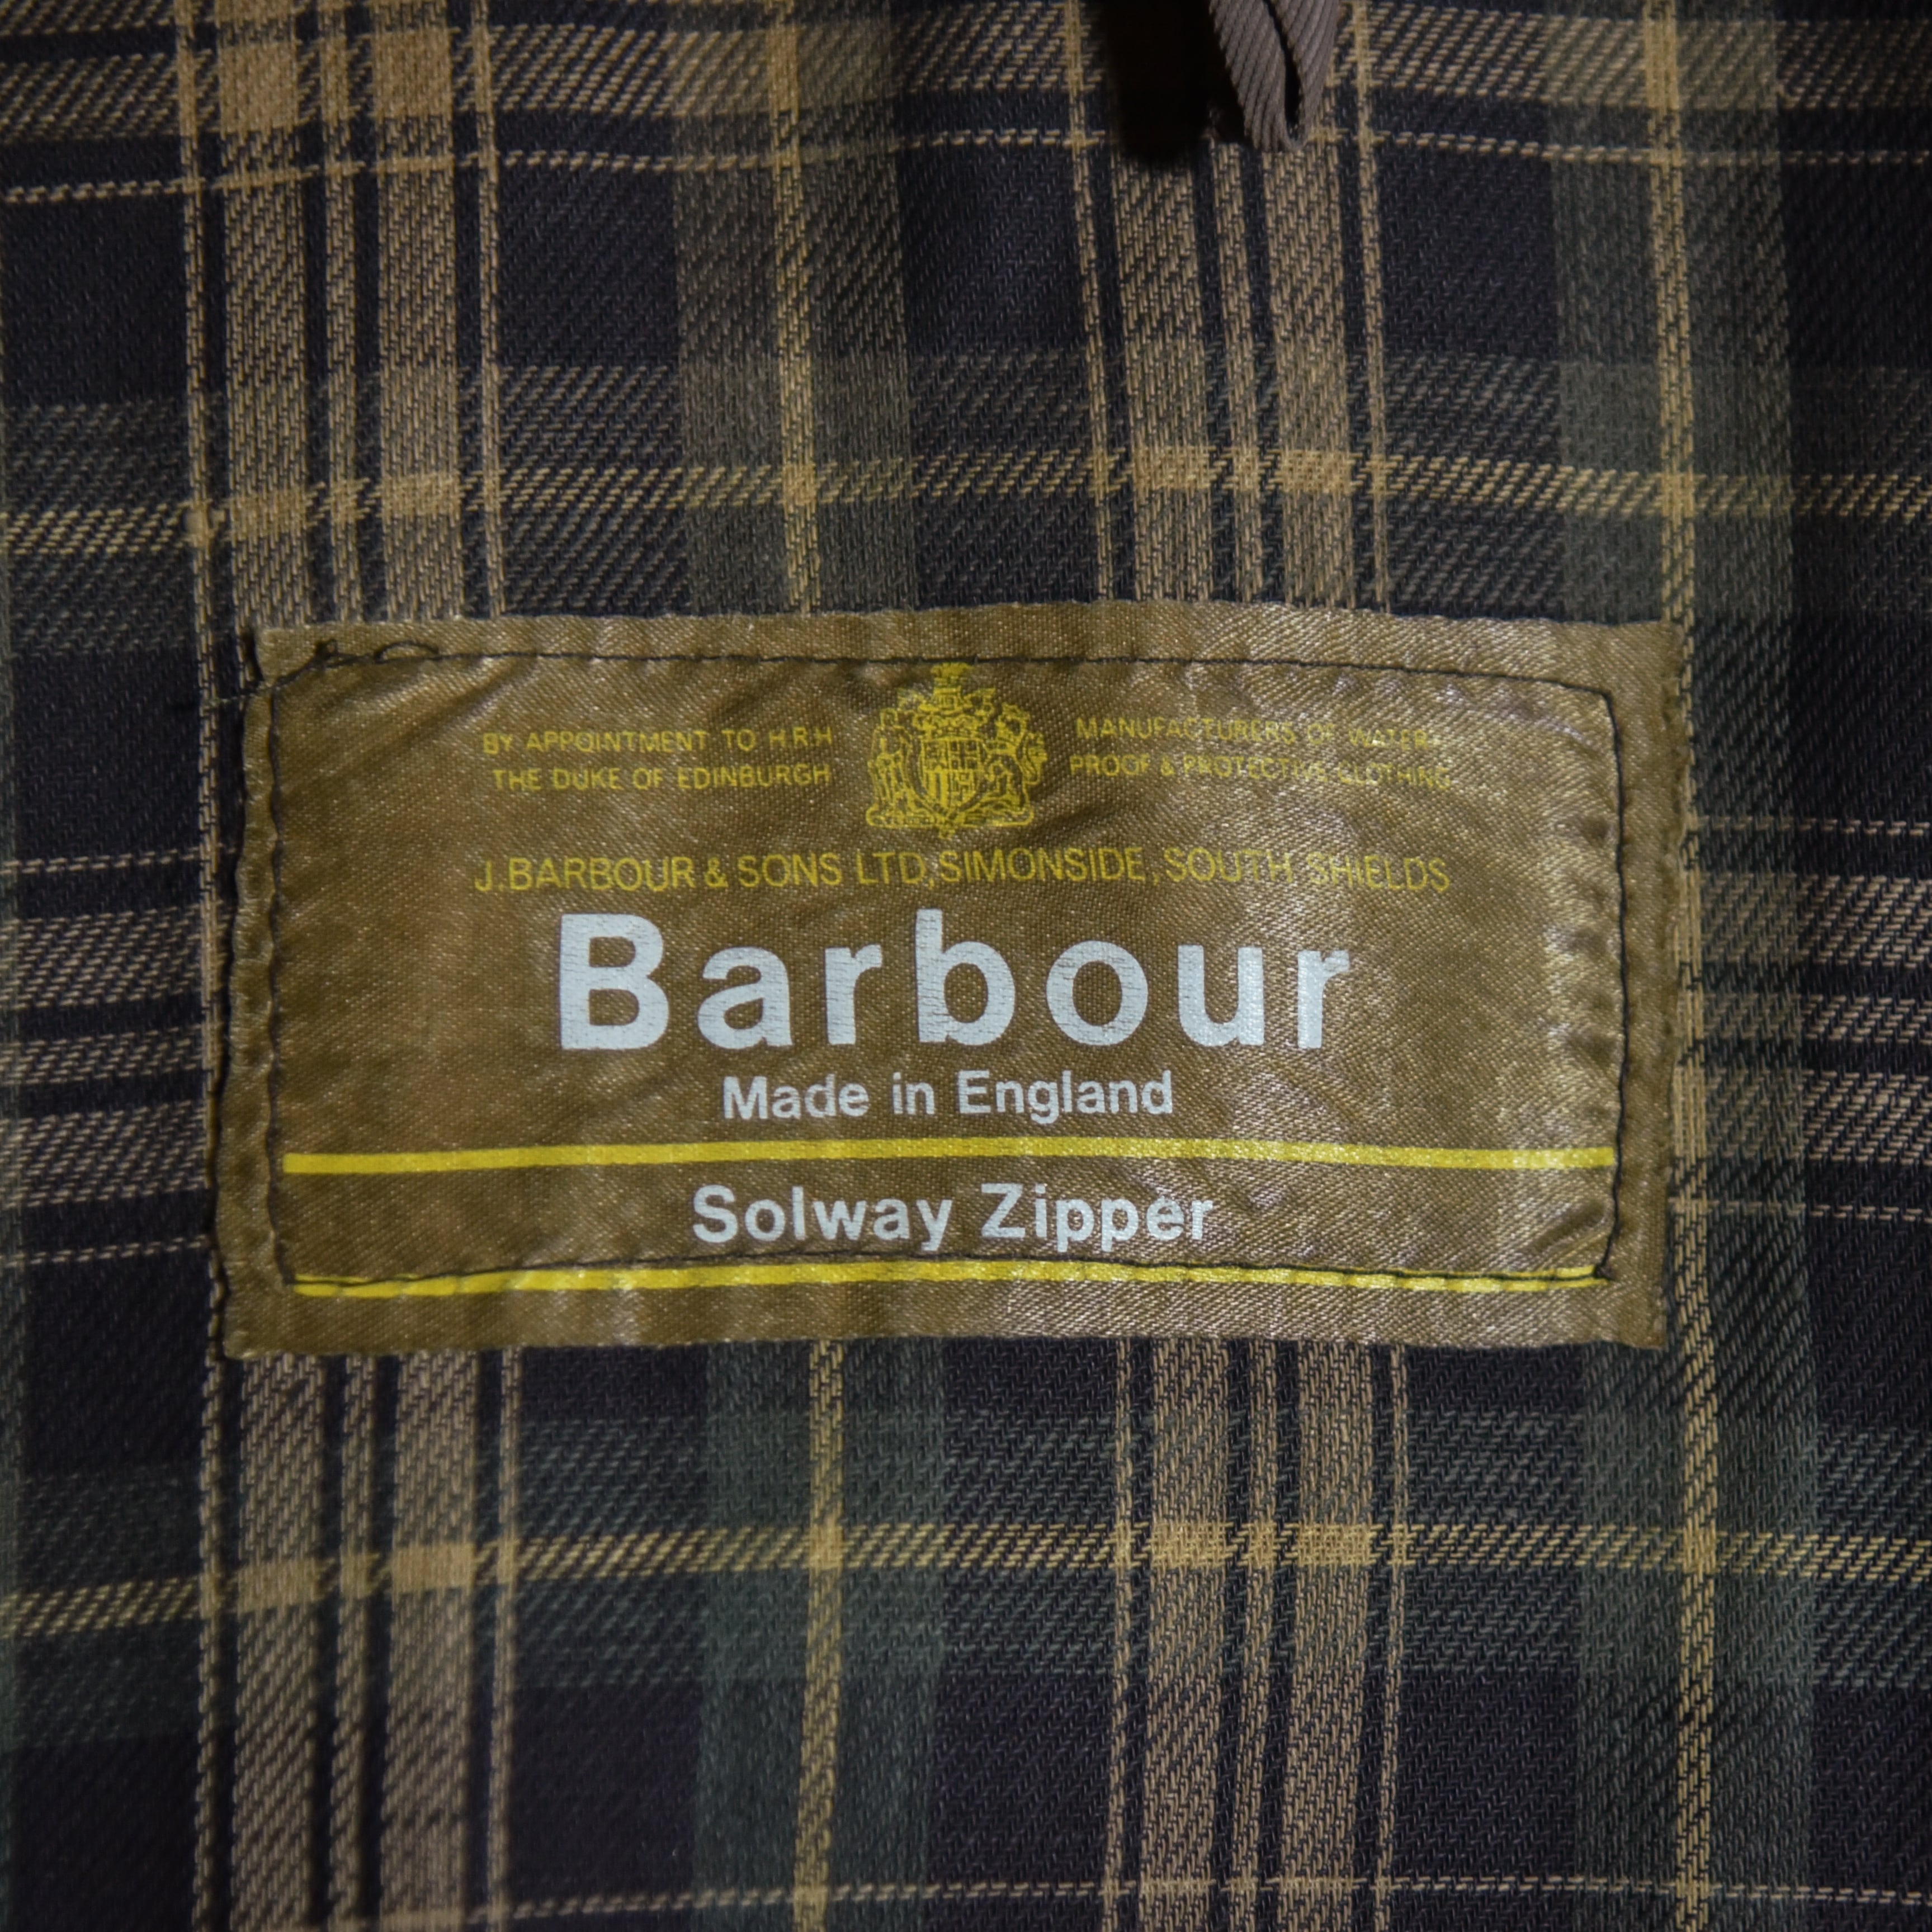 BY APPOINTMENT TO H.R.H
THE DUKE OF EDINBURGH
MANUFACTURERS OF WATER-
PROOF & PROTECTIVE CLOTHING
J.BARBOUR & SONS LTD, SIMONSIDE, SOUTH SHIELDS
Barbour
Made in England
Solway Zipper